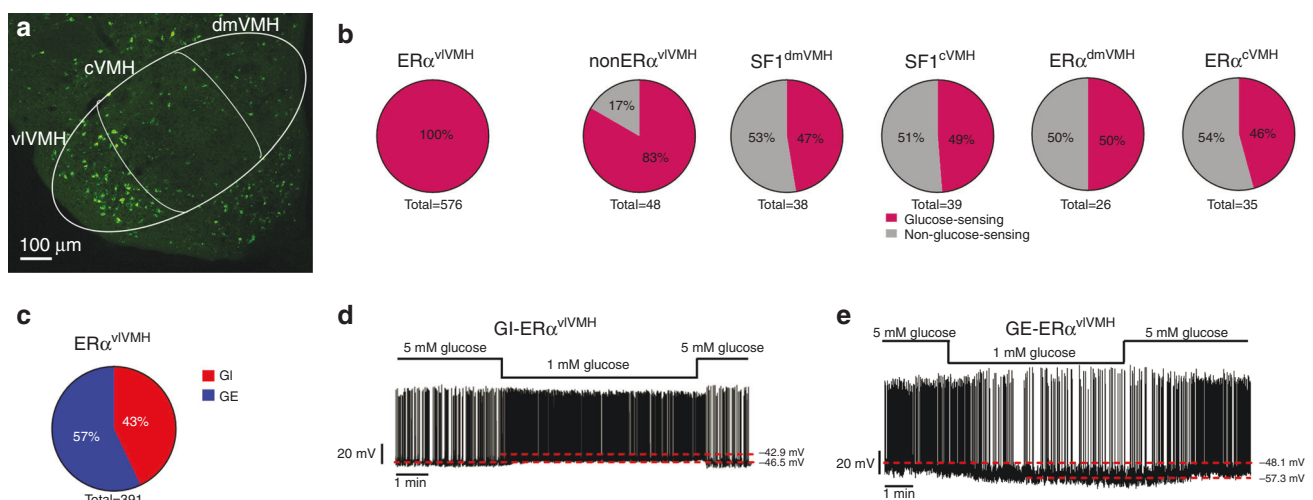 a
dmVMH
cVMH
vlVMH
100 μm
b
ERα^vlVMH
100%
Total=576
nonERα^vlVMH
17%
83%
Total=48
SF1^dmVMH
53%
47%
Total=38
SF1^cVMH
51%
49%
Total=39
ERα^dmVMH
50%
50%
Total=26
ERα^cVMH
54%
46%
Total=35
Glucose-sensing
Non-glucose-sensing
c
ERα^vlVMH
57%
43%
GI
GE
Total=391
d
GI-ERα^vlVMH
5 mM glucose
1 mM glucose
5 mM glucose
20 mV
–42.9 mV
–46.5 mV
1 min
e
GE-ERα^vlVMH
5 mM glucose
1 mM glucose
5 mM glucose
20 mV
–48.1 mV
–57.3 mV
1 min